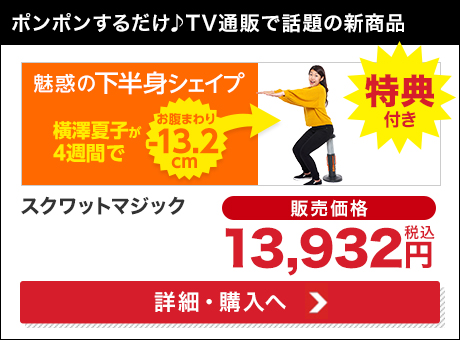 ポンポンするだけ♪TV通販で話題の新商品
魅惑の下半身シェイプ
横澤夏子が
4週間で
お腹まわり
-13.2
cm
特典
付き
スクワットマジック
販売価格
13,932円
税込
詳細・購入へ